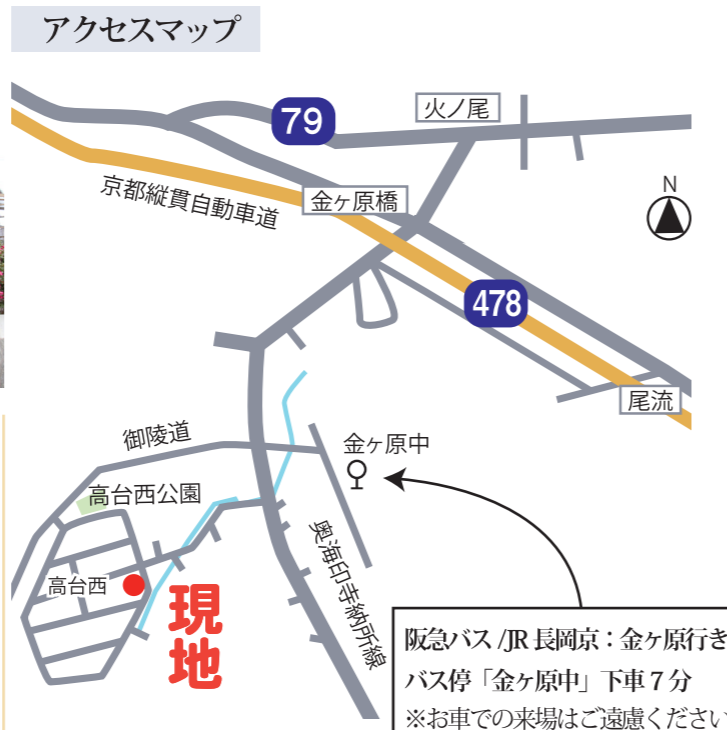 アクセスマップ
79
火ノ尾
京都縦貫自動車道
金ヶ原橋
N
478
尾流
御陵道
金ヶ原中
高台西公園
奥海印寺納所線
高台西
現地
阪急バス/JR長岡京：金ヶ原行き
バス停「金ヶ原中」下車7分
※お車での来場はご遠慮ください